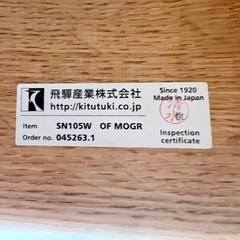 飛騨産業株式会社
http://kitutuki.co.jp
Since 1920
Made in Japan
Item SN105W OF MOGR
Order no. 045263.1
Inspection
certificate